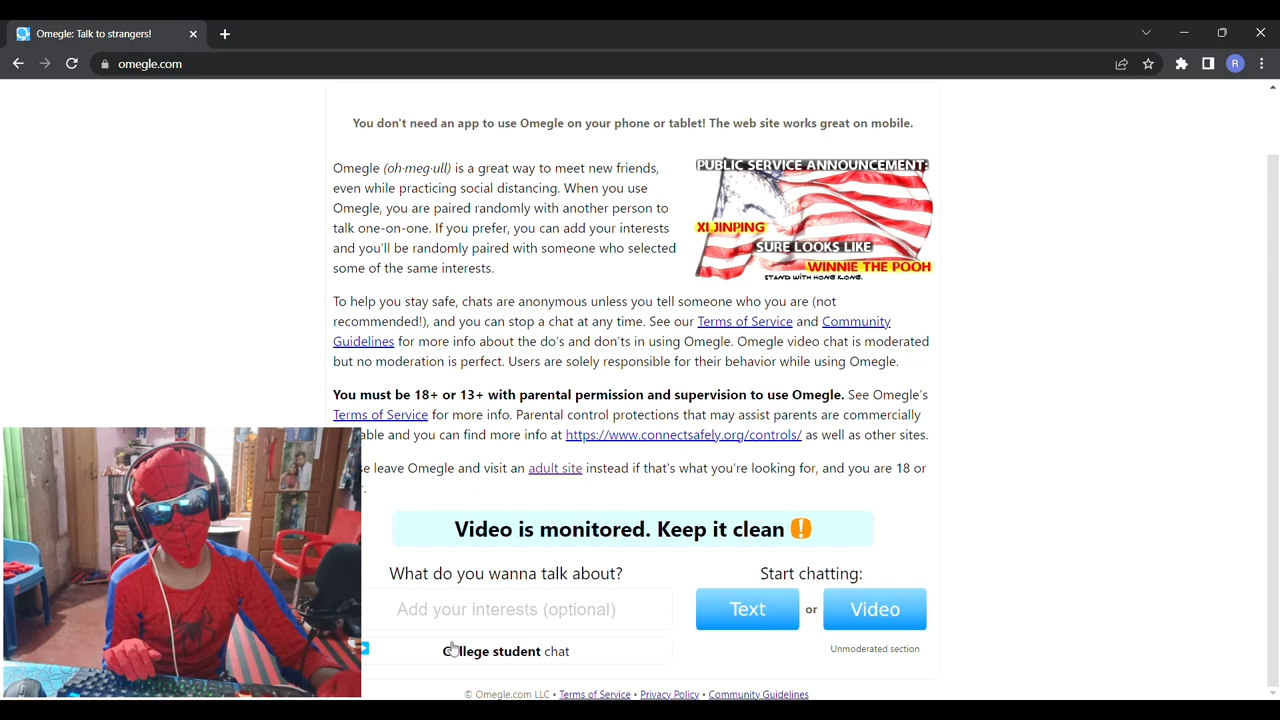 Omegle: Talk to strangers!
omegle.com
R
You don't need an app to use Omegle on your phone or tablet! The web site works great on mobile.
Omegle (oh·meg·ull) is a great way to meet new friends,
even while practicing social distancing. When you use
Omegle, you are paired randomly with another person to
talk one-on-one. If you prefer, you can add your interests
and you'll be randomly paired with someone who selected
some of the same interests.
PUBLIC SERVICE ANNOUNCEMENT:
XI JINPING
SURE LOOKS LIKE
WINNIE THE POOH
STAND WITH HONG KONG.
To help you stay safe, chats are anonymous unless you tell someone who you are (not
recommended!), and you can stop a chat at any time. See our Terms of Service and Community
Guidelines for more info about the do's and don'ts in using Omegle. Omegle video chat is moderated
but no moderation is perfect. Users are solely responsible for their behavior while using Omegle.
You must be 18+ or 13+ with parental permission and supervision to use Omegle. See Omegle's
Terms of Service for more info. Parental control protections that may assist parents are commercially
able and you can find more info at https://www.connectsafely.org/controls/ as well as other sites.
e leave Omegle and visit an adult site instead if that's what you're looking for, and you are 18 or
Video is monitored. Keep it clean !
What do you wanna talk about?
Start chatting:
Add your interests (optional)
Text or Video
College student chat
Unmoderated section
© Omegle.com LLC • Terms of Service • Privacy Policy • Community Guidelines